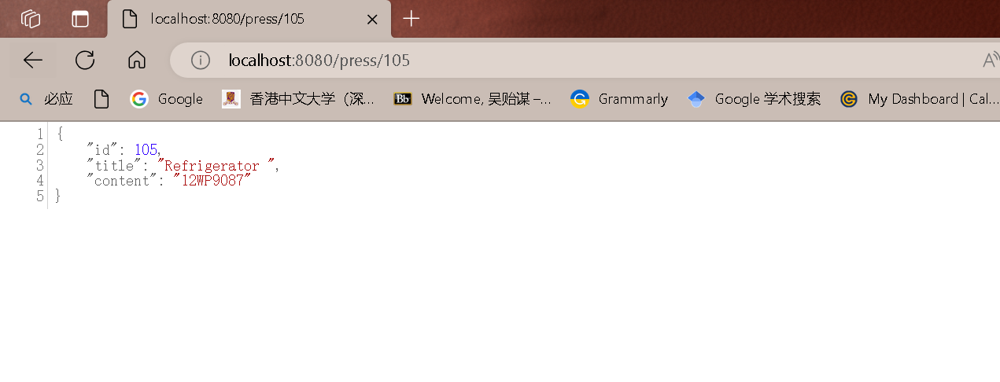 localhost:8080/press/105
localhost:8080/press/105
必应 Google 香港中文大学（深... Bb Welcome, 吴贻谋 –... Grammarly Google 学术搜索 My Dashboard | Cal...
1 {
2 "id": 105,
3 "title": "Refrigerator ",
4 "content": "12WP9087"
5 }